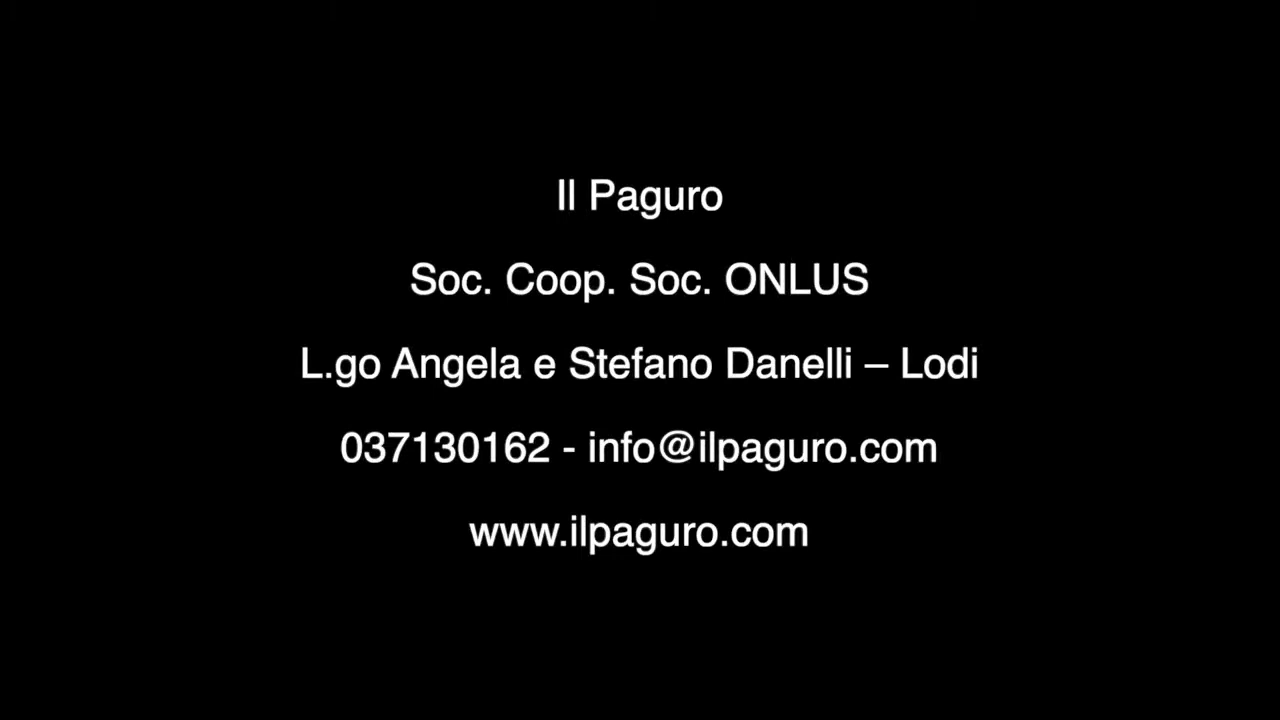 Il Paguro
Soc. Coop. Soc. ONLUS
L.go Angela e Stefano Danelli – Lodi
037130162 - info@ilpaguro.com
www.ilpaguro.com